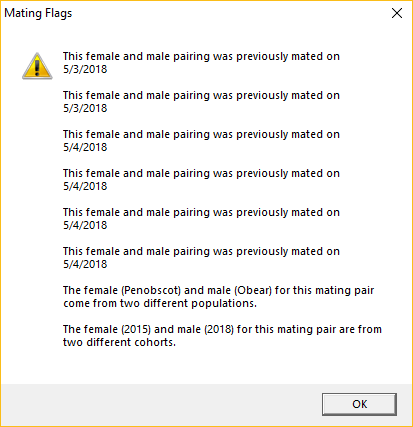 Mating Flags
This female and male pairing was previously mated on
5/3/2018
This female and male pairing was previously mated on
5/3/2018
This female and male pairing was previously mated on
5/4/2018
This female and male pairing was previously mated on
5/4/2018
This female and male pairing was previously mated on
5/4/2018
This female and male pairing was previously mated on
5/4/2018
The female (Penobscot) and male (Obear) for this mating pair
come from two different populations.
The female (2015) and male (2018) for this mating pair are from
two different cohorts.
OK